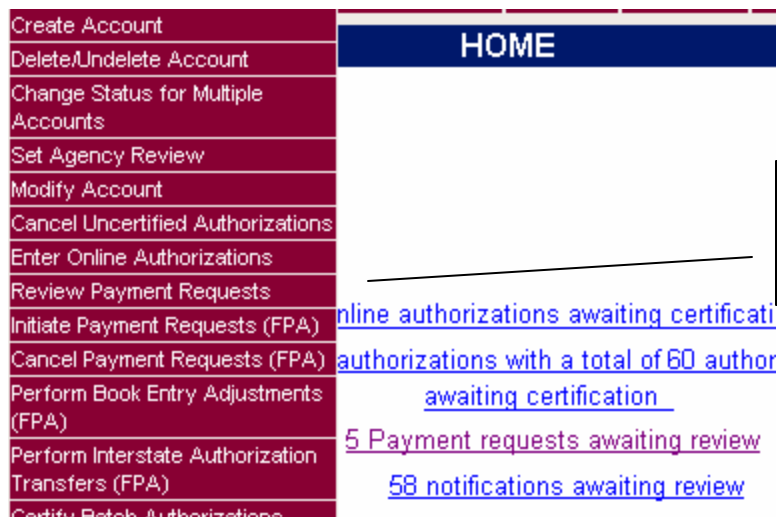 Create Account
Delete/Undelete Account
Change Status for Multiple
Accounts
Set Agency Review
Modify Account
Cancel Uncertified Authorizations
Enter Online Authorizations
Review Payment Requests
Initiate Payment Requests (FPA)
Cancel Payment Requests (FPA)
Perform Book Entry Adjustments
(FPA)
Perform Interstate Authorization
Transfers (FPA)
Certify Batch Authorizations
HOME
nline authorizations awaiting certificati
authorizations with a total of 60 author
awaiting certification
5 Payment requests awaiting review
58 notifications awaiting review